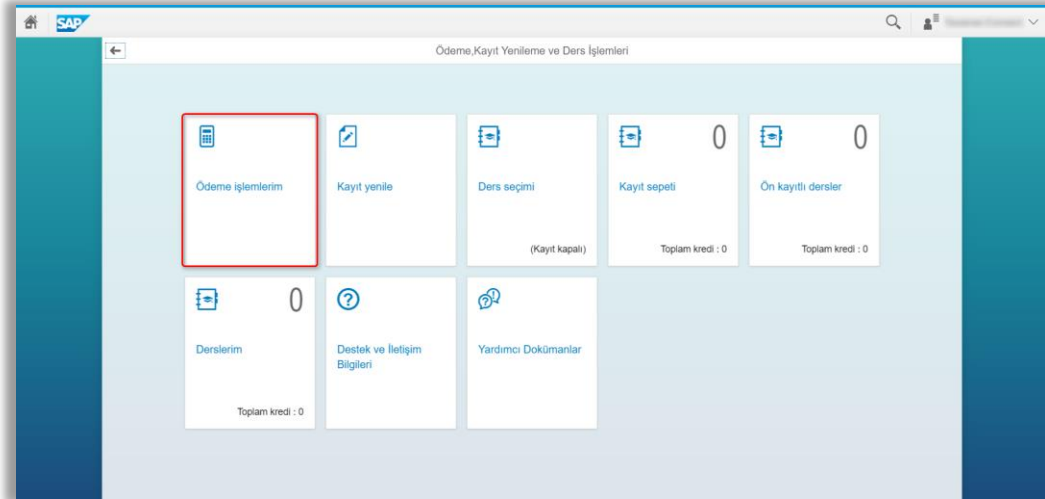 SAP
Ödeme,Kayıt Yenileme ve Ders İşlemleri
Ödeme işlemlerim
Kayıt yenile
Ders seçimi
(Kayıt kapalı)
0
Kayıt sepeti
Toplam kredi : 0
0
Ön kayıtlı dersler
Toplam kredi : 0
0
Derslerim
Toplam kredi : 0
Destek ve İletişim
Bilgileri
Yardımcı Dokümanlar